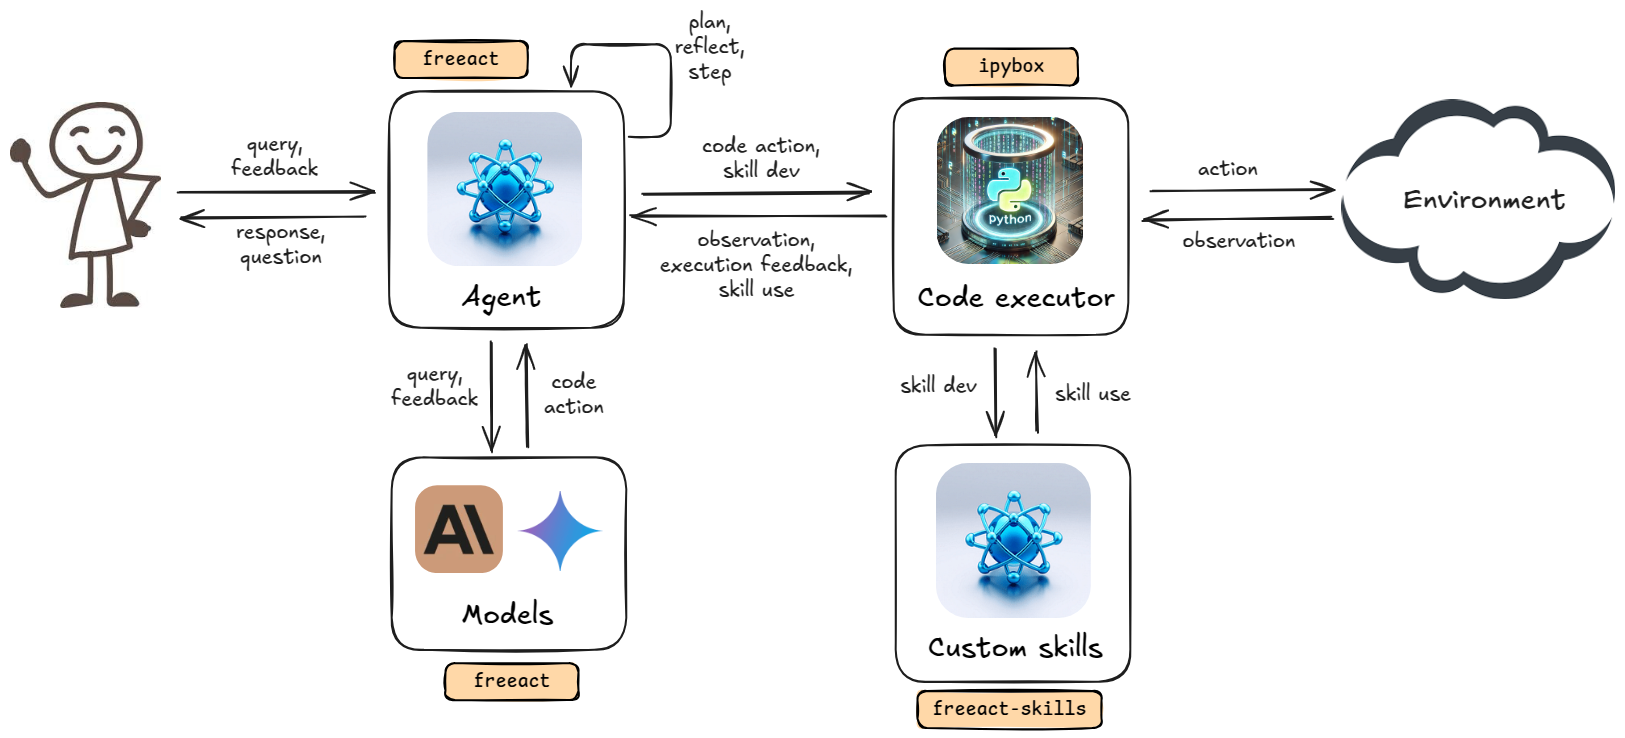 plan,
reflect,
step
freeact
ipybox
query,
feedback
response,
question
Agent
code action,
skill dev
observation,
execution feedback,
skill use
python
Code executor
action
observation
Environment
query,
feedback
code
action
skill dev
skill use
AI
Models
freeact
Custom skills
freeact-skills